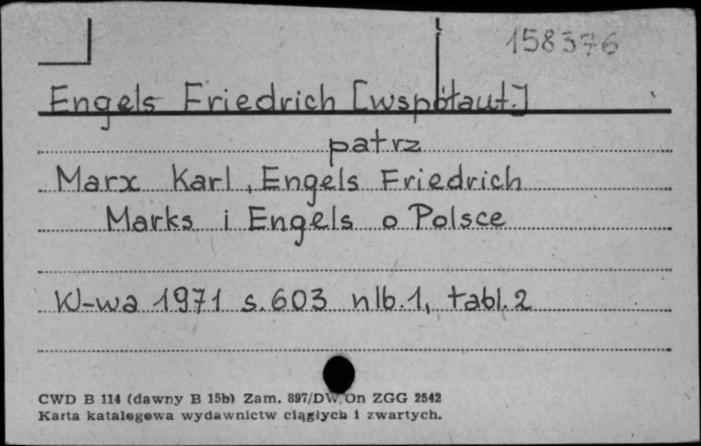 158376
Engels Friedrich [współaut.]
patrz
Marx Karl, Engels Friedrich
Marks i Engels o Polsce
W-wa 1971 s. 603 nlb. 1, tabl. 2
CWD B 114 (dawny B 15b) Zam. 897/DW/On ZGG 2542
Karta katalogowa wydawnictw ciągłych i zwartych.